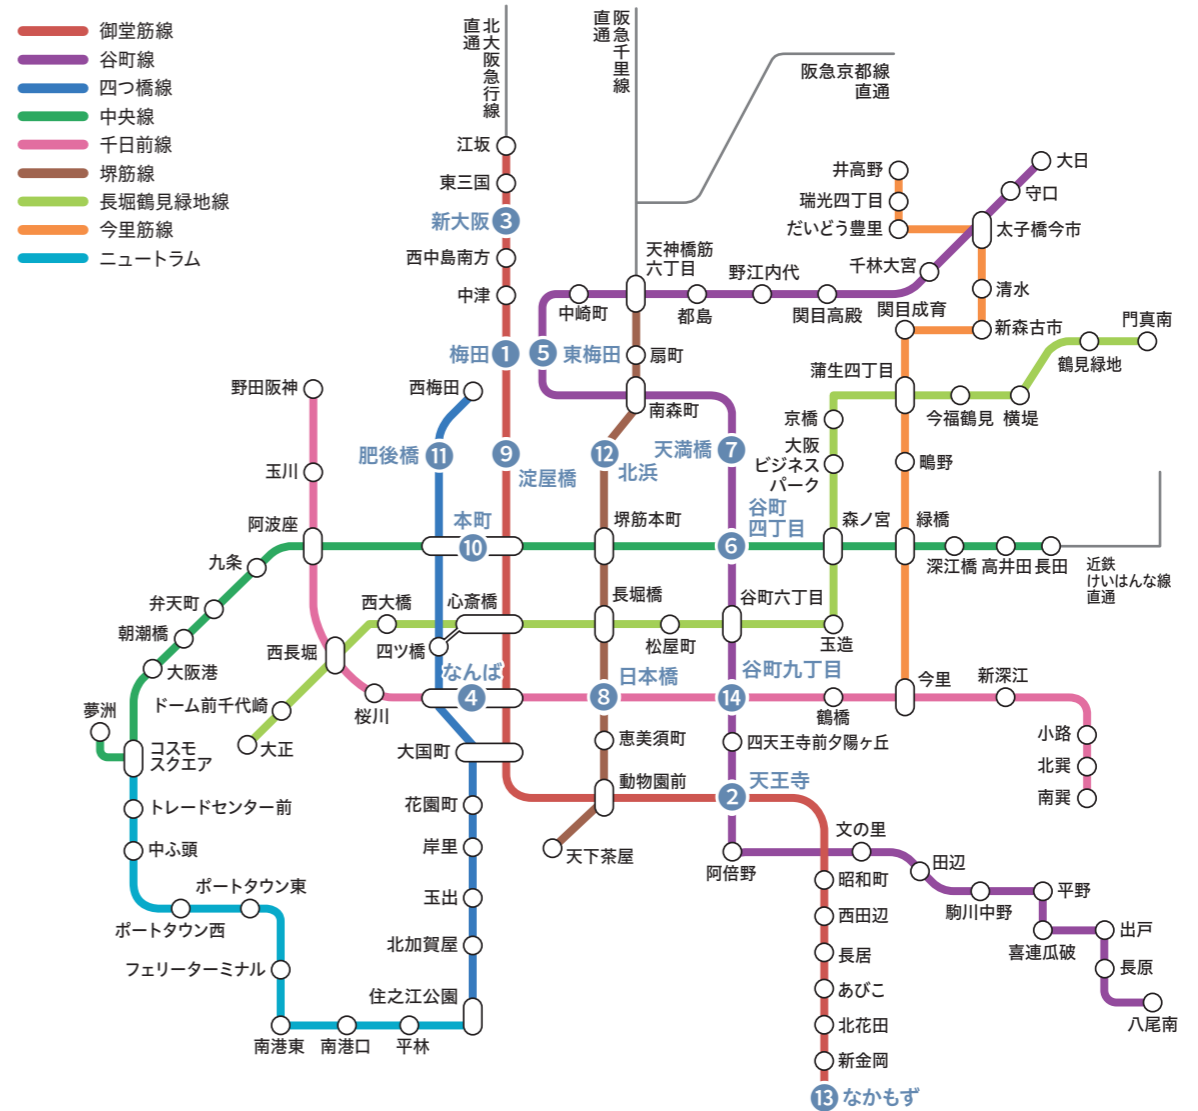 御堂筋線
谷町線
四つ橋線
中央線
千日前線
堺筋線
長堀鶴見緑地線
今里筋線
ニュートラム
北大阪急行線
直通
阪急千里線
直通
阪急京都線
直通
江坂
東三国
新大阪
3
西中島南方
中津
梅田
1
5
東梅田
中崎町
天神橋筋
六丁目
都島
野江内代
関目高殿
千林大宮
太子橋今市
守口
大日
井高野
瑞光四丁目
だいどう豊里
清水
新森古市
関目成育
蒲生四丁目
今福鶴見
横堤
鶴見緑地
門真南
扇町
南森町
京橋
大阪
ビジネス
パーク
鴫野
野田阪神
玉川
阿波座
西梅田
肥後橋
11
9
淀屋橋
12
北浜
天満橋
7
本町
10
堺筋本町
谷町
四丁目
6
森ノ宮
緑橋
深江橋
高井田
長田
近鉄
けいはんな線
直通
九条
弁天町
朝潮橋
大阪港
夢洲
コスモ
スクエア
西大橋
心斎橋
四ツ橋
長堀橋
松屋町
谷町六丁目
玉造
西長堀
ドーム前千代崎
大正
桜川
なんば
4
日本橋
8
谷町九丁目
14
鶴橋
今里
新深江
小路
北巽
南巽
大国町
恵美須町
四天王寺前夕陽ヶ丘
動物園前
天王寺
2
天下茶屋
阿倍野
文の里
田辺
駒川中野
平野
喜連瓜破
出戸
長原
八尾南
昭和町
西田辺
長居
あびこ
北花田
新金岡
13
なかもず
花園町
岸里
玉出
北加賀屋
住之江公園
トレードセンター前
中ふ頭
ポートタウン東
ポートタウン西
フェリーターミナル
南港東
南港口
平林